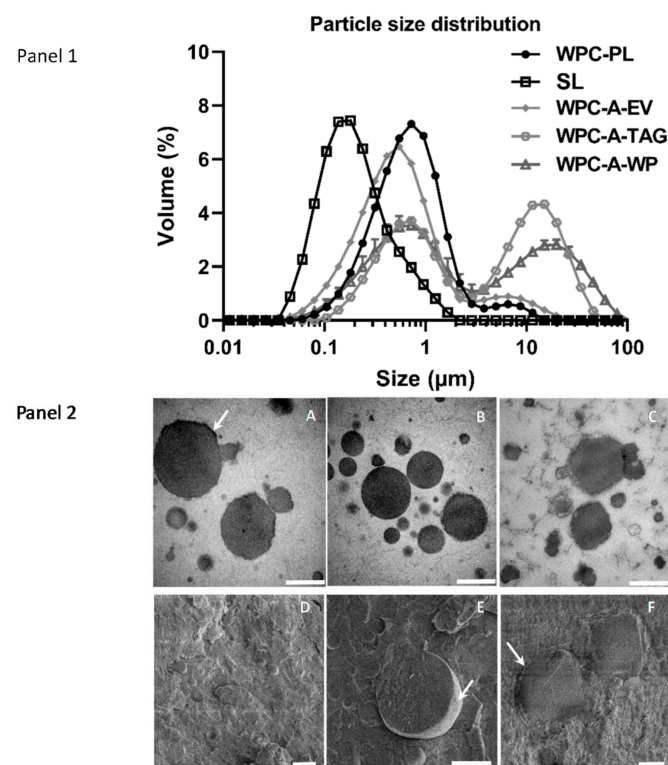 Panel 1
Particle size distribution
WPC-PL
SL
WPC-A-EV
WPC-A-TAG
WPC-A-WP
Volume (%)
10
8
6
4
2
0
0.01 0.1 1 10 100
Size (µm)
Panel 2
A B C
D E F